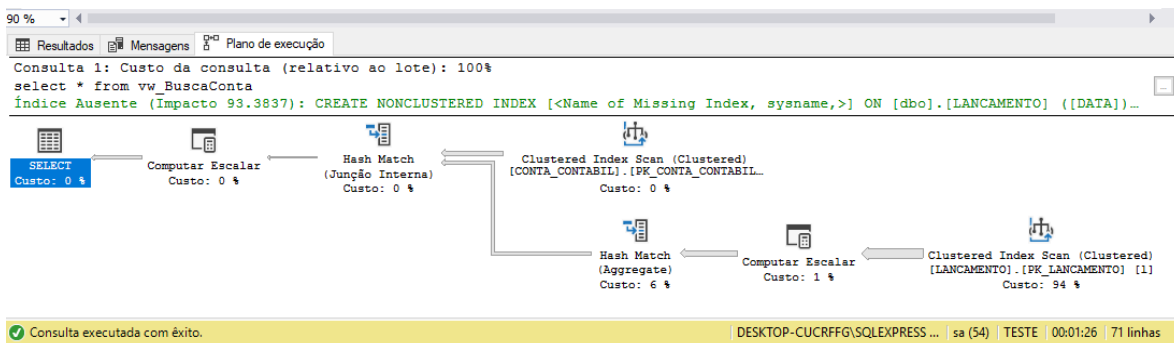 90 %
Resultados Mensagens Plano de execução
Consulta 1: Custo da consulta (relativo ao lote): 100%
select * from vw_BuscaConta
Índice Ausente (Impacto 93.3837): CREATE NONCLUSTERED INDEX [<Name of Missing Index, sysname,>] ON [dbo].[LANCAMENTO] ([DATA])…
SELECT
Custo: 0 %
Computar Escalar
Custo: 0 %
Hash Match
(Junção Interna)
Custo: 0 %
Clustered Index Scan (Clustered)
[CONTA_CONTABIL].[PK_CONTA_CONTABIL…
Custo: 0 %
Hash Match
(Aggregate)
Custo: 6 %
Computar Escalar
Custo: 1 %
Clustered Index Scan (Clustered)
[LANCAMENTO].[PK_LANCAMENTO] [l]
Custo: 94 %
Consulta executada com êxito.
DESKTOP-CUCRFFG\SQLEXPRESS ... sa (54) TESTE 00:01:26 71 linhas